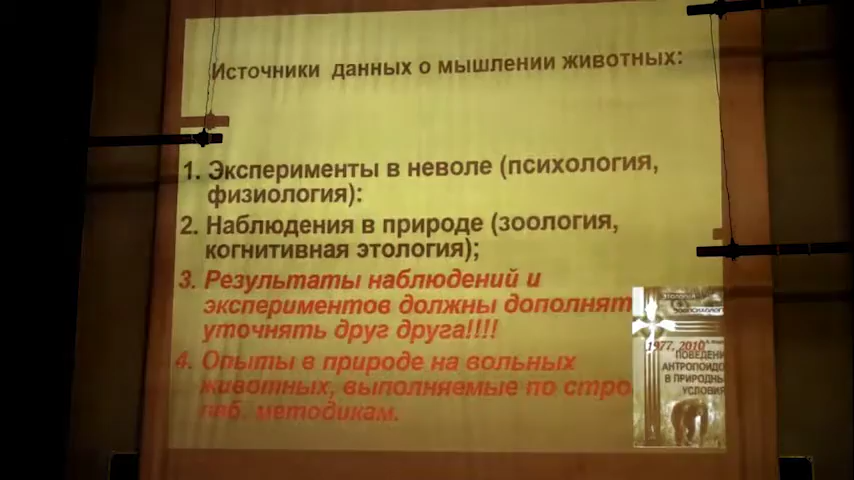 Источники данных о мышлении животных:
1. Эксперименты в неволе (психология,
физиология):
2. Наблюдения в природе (зоология,
когнитивная этология);
3. Результаты наблюдений и
экспериментов должны дополнят
уточнять друг друга!!!!
4. Опыты в природе на вольных
животных, выполняемые по стро
лаб. методикам.
1977, 2010
ПОВЕДЕНИ
АНТРОПОИДО
В ПРИРОДНЫ
УСЛОВИЯ